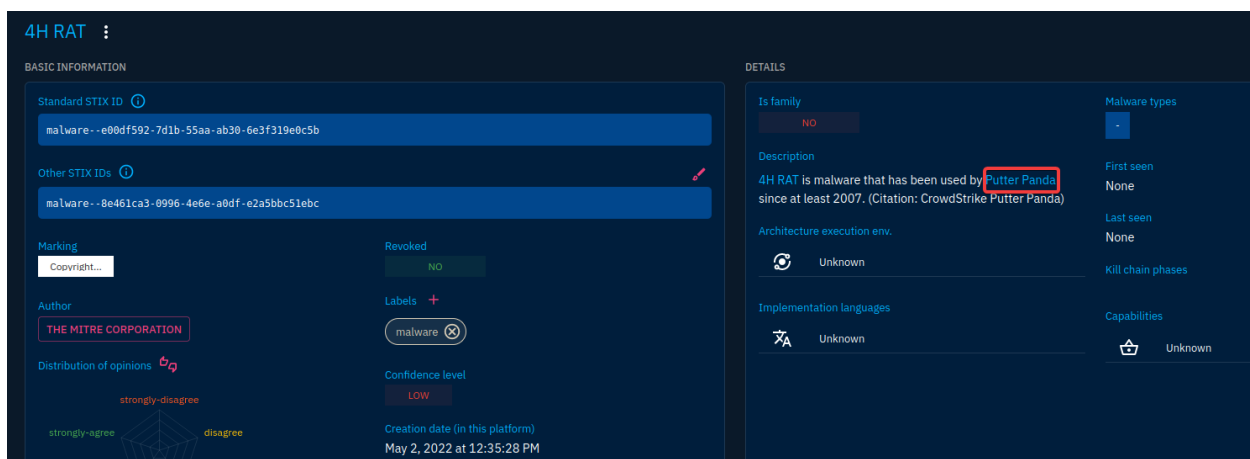 4H RAT
BASIC INFORMATION
Standard STIX ID
malware--e00df592-7d1b-55aa-ab30-6e3f319e0c5b
Other STIX IDs
malware--8e461ca3-0996-4e6e-a0df-e2a5bbc51ebc
Marking
Copyright...
Revoked
NO
Author
THE MITRE CORPORATION
Labels +
malware
Distribution of opinions
strongly-disagree
strongly-agree
disagree
Confidence level
LOW
Creation date (in this platform)
May 2, 2022 at 12:35:28 PM
DETAILS
Is family
NO
Description
4H RAT is malware that has been used by Putter Panda
since at least 2007. (Citation: CrowdStrike Putter Panda)
Architecture execution env.
Unknown
Implementation languages
Unknown
Malware types
-
First seen
None
Last seen
None
Kill chain phases
Capabilities
Unknown